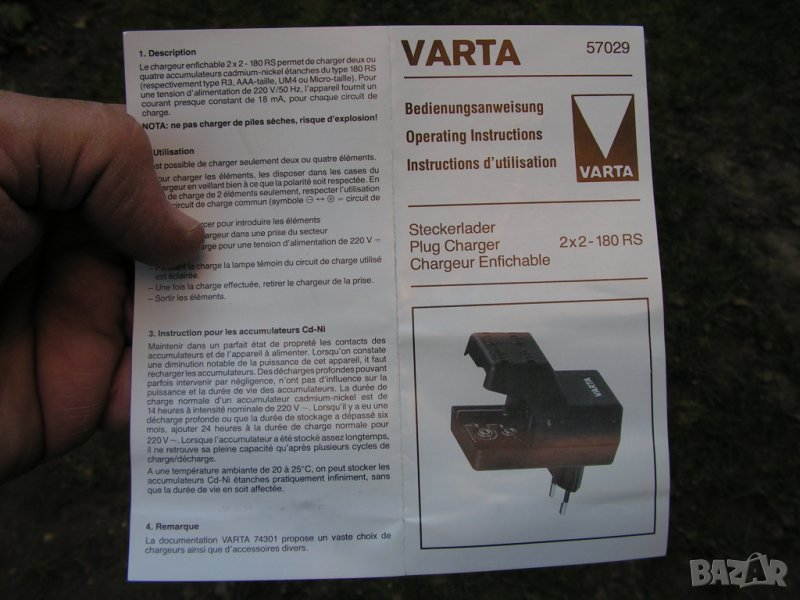 1. Description
Le chargeur enfichable 2 x 2 - 180 RS permet de charger deux ou
quatre accumulateurs cadmium-nickel étanches du type 180 RS
(respectivement type R3, AAA-taille, UM4 ou Micro-taille). Pour
une tension d'alimentation de 220 V/50 Hz, l'appareil fournit un
courant presque constant de 18 mA, pour chaque circuit de
charge.
NOTA: ne pas charger de piles sèches, risque d'explosion!
Utilisation
est possible de charger seulement deux ou quatre éléments.
our charger les éléments, les disposer dans les cases du
argeur en veillant bien à ce que la polarité soit respectée. En
de charge de 2 éléments seulement, respecter l'utilisation
circuit de charge commun (symbole ⊖ ↔ ⊕ = circuit de
rcer pour introduire les éléments
argeur dans une prise du secteur
rge pour une tension d'alimentation de 220 V =
– Pendant la charge la lampe témoin du circuit de charge utilisé
est éclairée.
– Une fois la charge effectuée, retirer le chargeur de la prise.
– Sortir les éléments.
3. Instruction pour les accumulateurs Cd-Ni
Maintenir dans un parfait état de propreté les contacts des
accumulateurs et de l'appareil à alimenter. Lorsqu'on constate
une diminution notable de la puissance de cet appareil, il faut
recharger les accumulateurs. Des décharges profondes pouvant
parfois intervenir par négligence, n'ont pas d'influence sur la
puissance et la durée de vie des accumulateurs. La durée de
charge normale d'un accumulateur cadmium-nickel est de
14 heures à intensité nominale de 220 V ~. Lorsqu'il y a eu une
décharge profonde ou que la durée de stockage a dépassé six
mois, ajouter 24 heures à la durée de charge normale pour
220 V ~. Lorsque l'accumulateur a été stocké assez longtemps,
il ne retrouve sa pleine capacité qu'après plusieurs cycles de
charge/décharge.
A une température ambiante de 20 à 25°C, on peut stocker les
accumulateurs Cd-Ni étanches pratiquement infiniment, sans
que la durée de vie en soit affectée.
4. Remarque
La documentation VARTA 74301 propose un vaste choix de
chargeurs ainsi que d'accessoires divers.
VARTA 57029
Bedienungsanweisung
Operating Instructions
Instructions d'utilisation
VARTA
Steckerlader
Plug Charger 2 x 2 - 180 RS
Chargeur Enfichable
VARTA
BAZAR